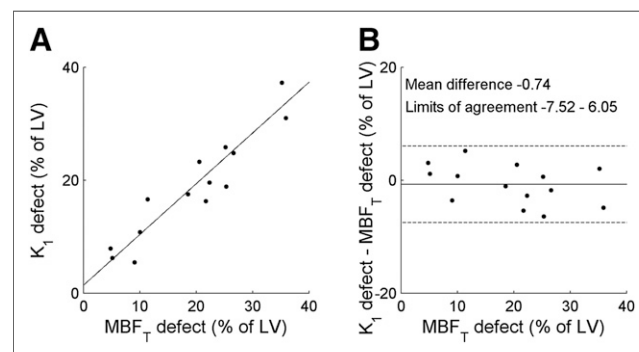 A
K1 defect (% of LV)
40
20
0
0
10
20
30
40
MBFT defect (% of LV)
B
K1 defect - MBFT defect (% of LV)
20
0
-20
Mean difference -0.74
Limits of agreement -7.52 - 6.05
0
10
20
30
40
MBFT defect (% of LV)